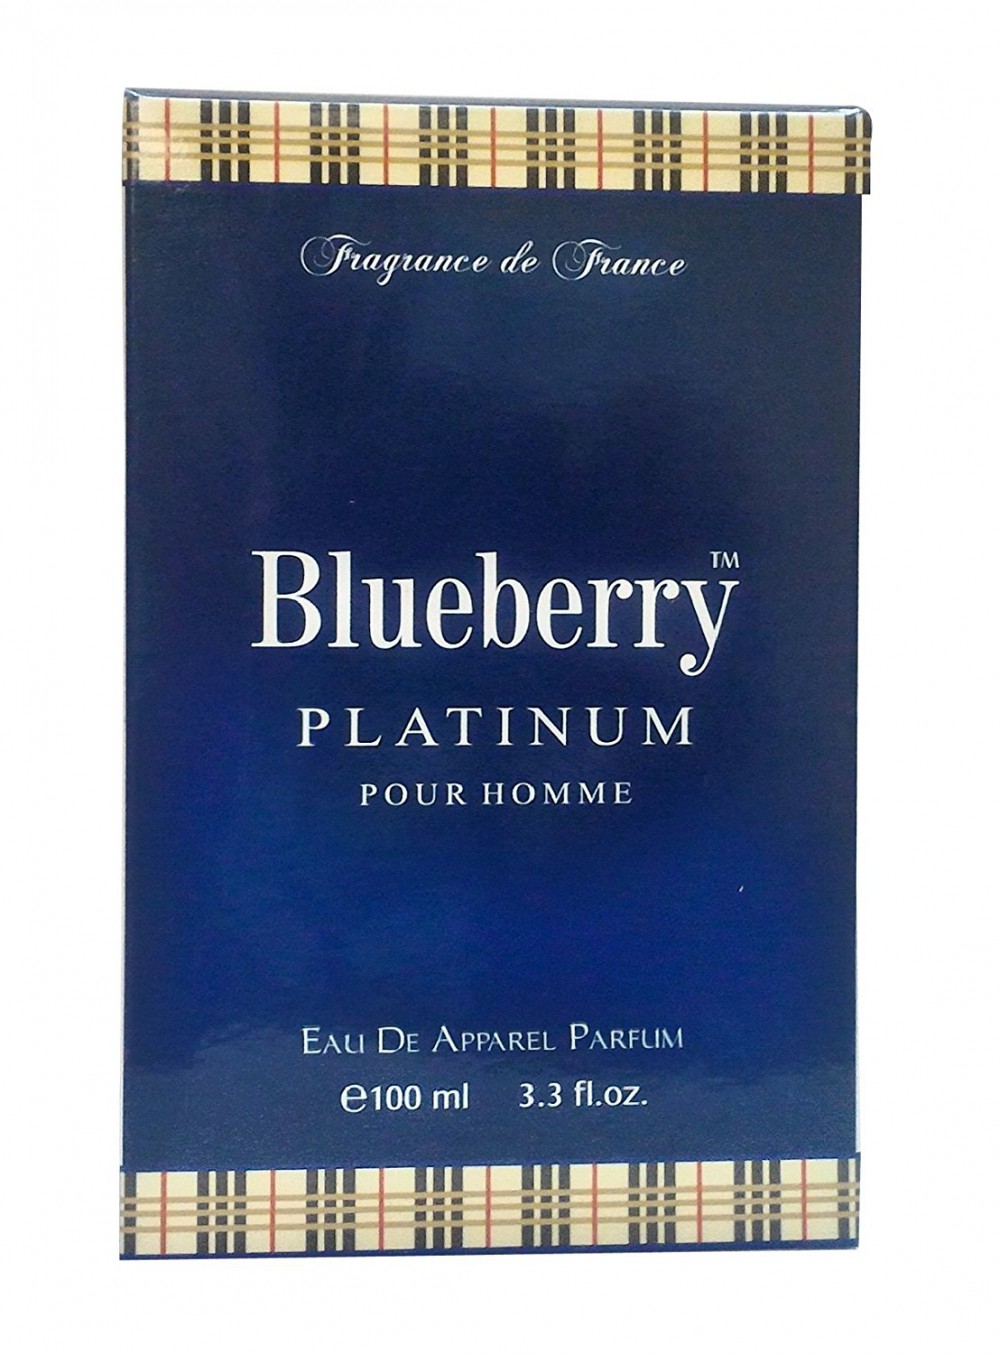 Fragrance de France
Blueberry™
PLATINUM
POUR HOMME
EAU DE APPAREL PARFUM
℮100 ml 3.3 fl.oz.